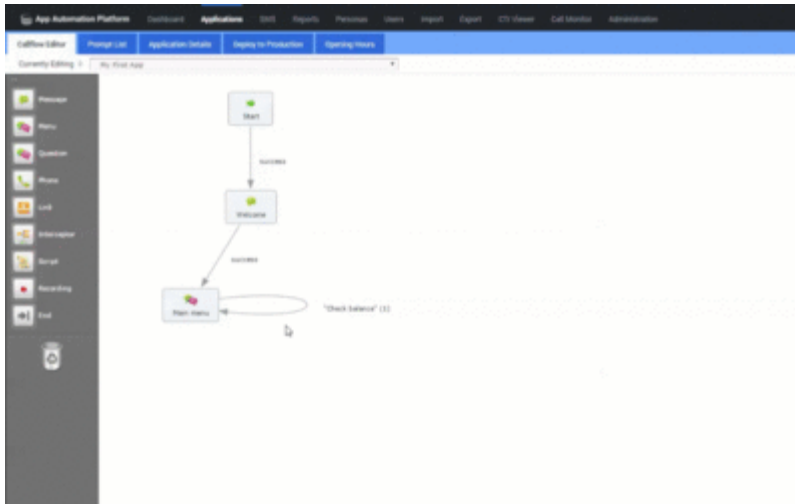 App Automation Platform Dashboard Applications SMS Reports Personas Users Import Export CTI Viewer Call Monitor Administration
Callflow Editor Prompt List Application Details Deploy to Production Opening Hours
Currently Editing My First App
Message
Menu
Question
Phone
Link
Interceptor
Script
Recording
End
Start
success
Welcome
success
Main menu
"Check balance" (1)